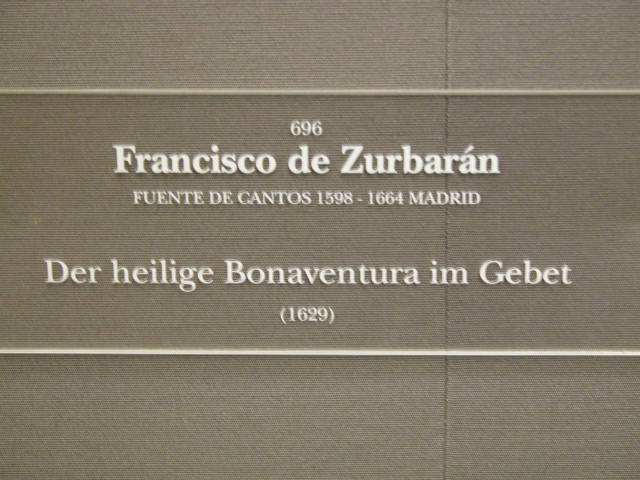 696
Francisco de Zurbarán
FUENTE DE CANTOS 1598 - 1664 MADRID
Der heilige Bonaventura im Gebet
(1629)